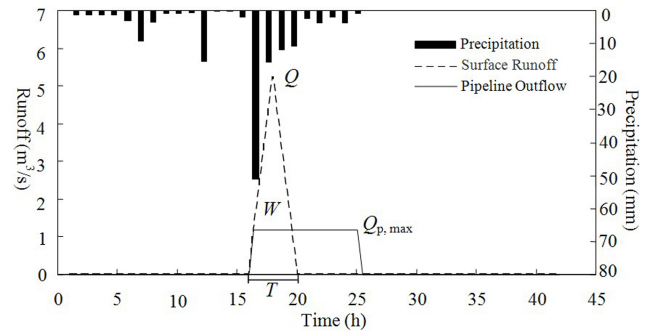 7
6
5
4
3
2
1
0
Runoff (m³/s)
0
10
20
30
40
50
60
70
80
Precipitation (mm)
Precipitation
Surface Runoff
Pipeline Outflow
Q
W
Qp, max
T
0 5 10 15 20 25 30 35 40 45
Time (h)